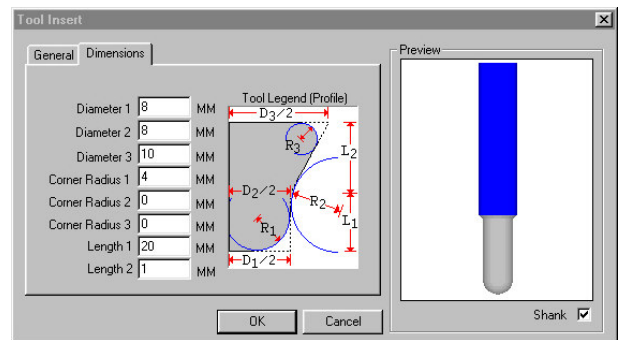 Tool Insert
General
Dimensions
Diameter 1 8 MM
Diameter 2 8 MM
Diameter 3 10 MM
Corner Radius 1 4 MM
Corner Radius 2 0 MM
Corner Radius 3 0 MM
Length 1 20 MM
Length 2 1 MM
Tool Legend (Profile)
D3/2
R3
L2
D2/2
R2
R1
L1
D1/2
Preview
Shank
OK
Cancel